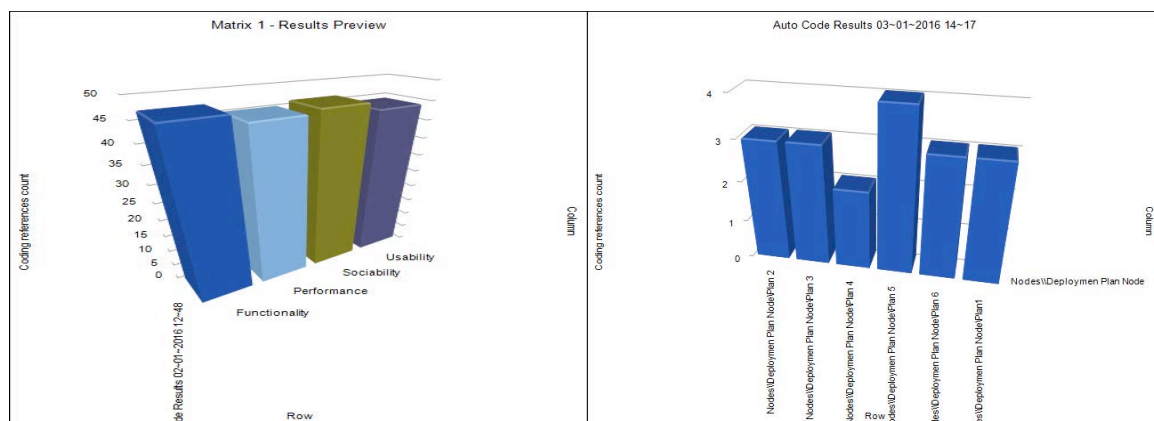 Matrix 1 - Results Preview
50
45
40
35
30
25
20
15
10
5
0
Coding references count
Column
Usability
Sociability
Performance
Functionality
de Results 02~01~2016 12~48
Row
Auto Code Results 03~01~2016 14~17
4
3
2
1
0
Coding references count
Column
Nodes\\Deploymen Plan Node
Nodes\\Deploymen Plan Node\Plan 2
Nodes\\Deploymen Plan Node\Plan 3
Nodes\\Deploymen Plan Node\Plan 4
Nodes\\Deploymen Plan Node\Plan 5
Nodes\\Deploymen Plan Node\Plan 6
Nodes\\Deploymen Plan Node\Plan1
Row